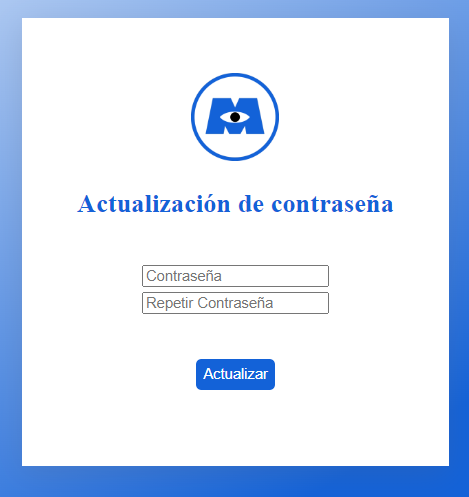 Actualización de contraseña
Contraseña
Repetir Contraseña
Actualizar